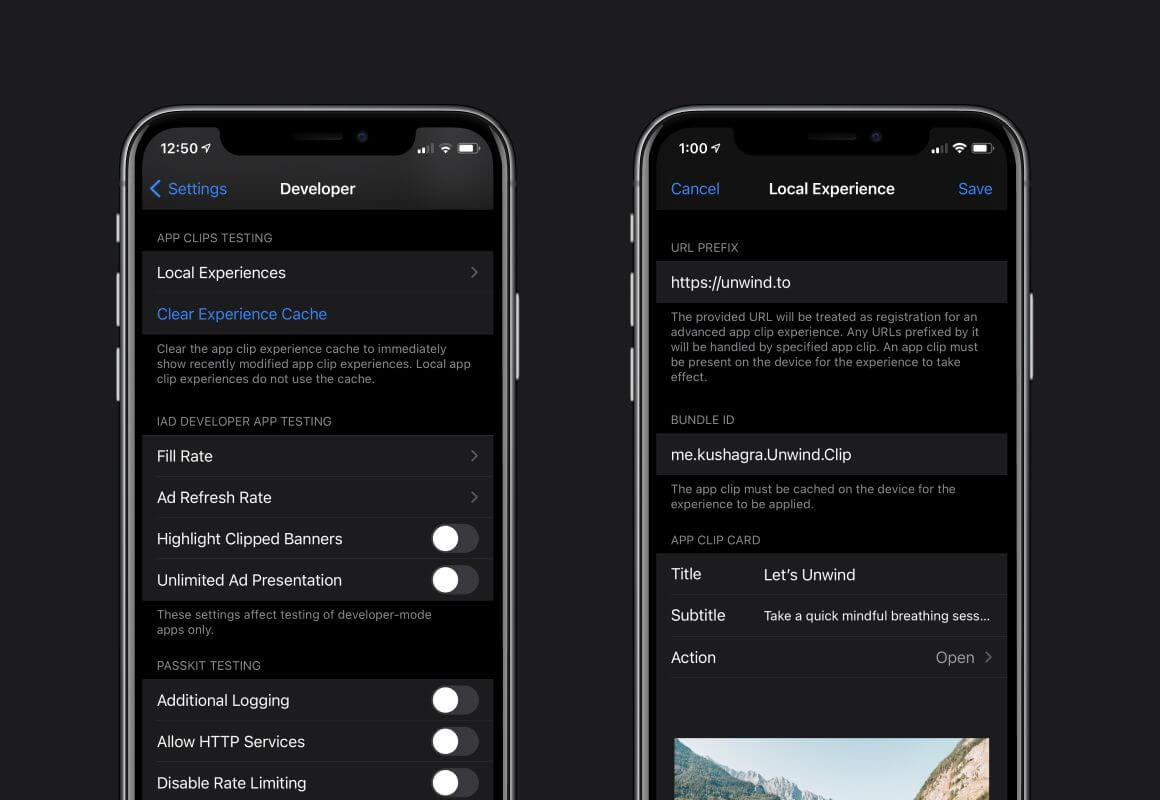 12:50
Settings
Developer
APP CLIPS TESTING
Local Experiences
Clear Experience Cache
Clear the app clip experience cache to immediately
show recently modified app clip experiences. Local app
clip experiences do not use the cache.
IAD DEVELOPER APP TESTING
Fill Rate
Ad Refresh Rate
Highlight Clipped Banners
Unlimited Ad Presentation
These settings affect testing of developer-mode
apps only.
PASSKIT TESTING
Additional Logging
Allow HTTP Services
Disable Rate Limiting
1:00
Cancel
Local Experience
Save
URL PREFIX
https://unwind.to
The provided URL will be treated as registration for an
advanced app clip experience. Any URLs prefixed by it
will be handled by specified app clip. An app clip must
be present on the device for the experience to take
effect.
BUNDLE ID
me.kushagra.Unwind.Clip
The app clip must be cached on the device for the
experience to be applied.
APP CLIP CARD
Title Let’s Unwind
Subtitle Take a quick mindful breathing sess...
Action Open